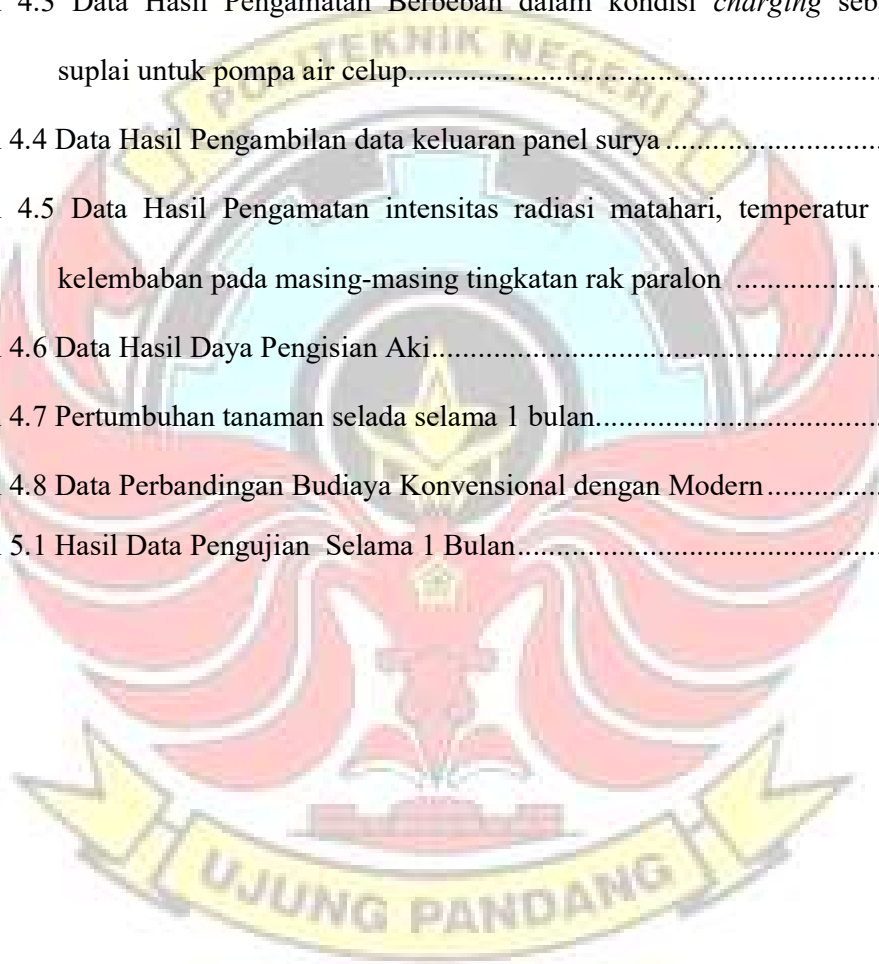 4.3 Data Hasil Pengamatan Berbeban dalam kondisi charging seb
POLITEKNIK NEGERI
suplai untuk pompa air celup..........................................................
4.4 Data Hasil Pengambilan data keluaran panel surya ...........................
4.5 Data Hasil Pengamatan intensitas radiasi matahari, temperatur
kelembaban pada masing-masing tingkatan rak paralon ..................
4.6 Data Hasil Daya Pengisian Aki........................................................
4.7 Pertumbuhan tanaman selada selama 1 bulan...................................
4.8 Data Perbandingan Budiaya Konvensional dengan Modern..............
5.1 Hasil Data Pengujian Selama 1 Bulan..............................................
UJUNG PANDANG